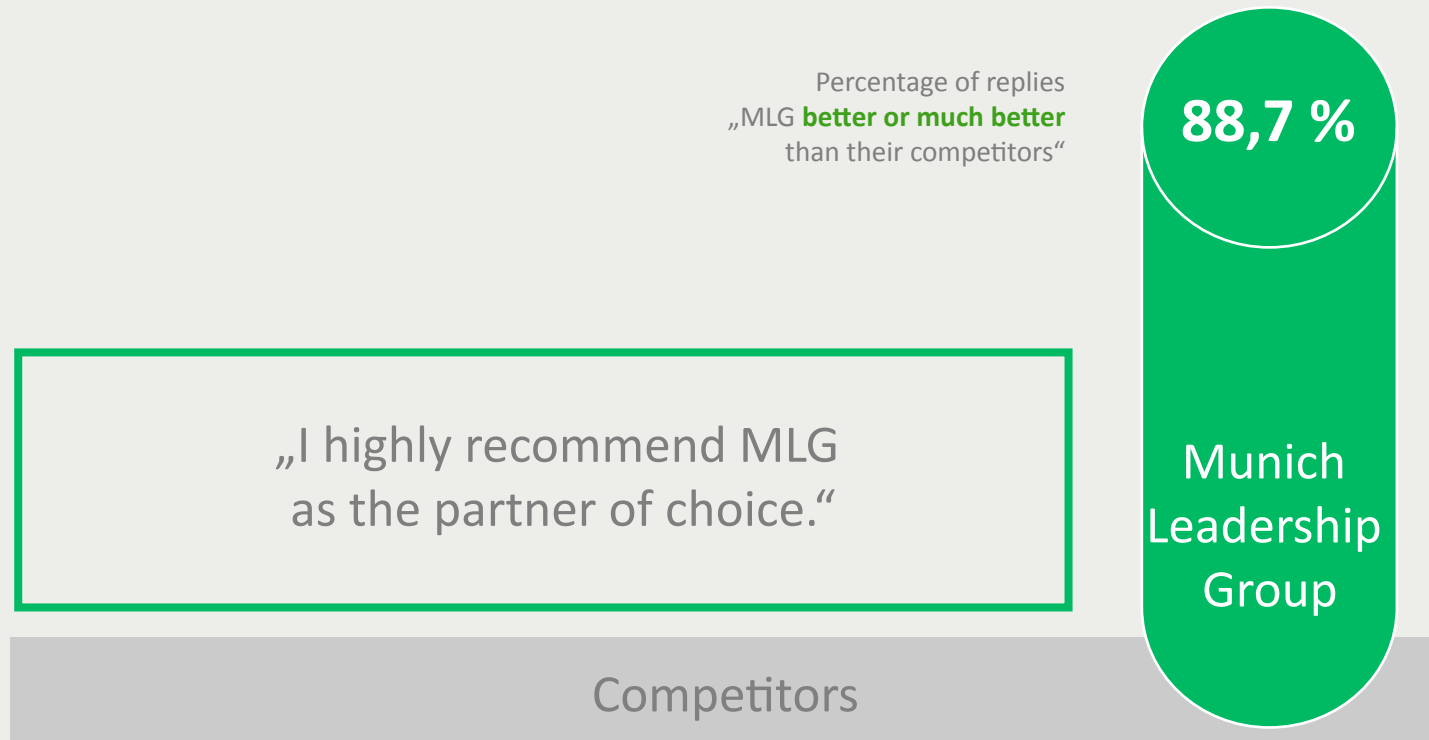 Percentage of replies
„MLG better or much better
than their competitors“
88,7 %
„I highly recommend MLG
as the partner of choice.“
Munich
Leadership
Group
Competitors